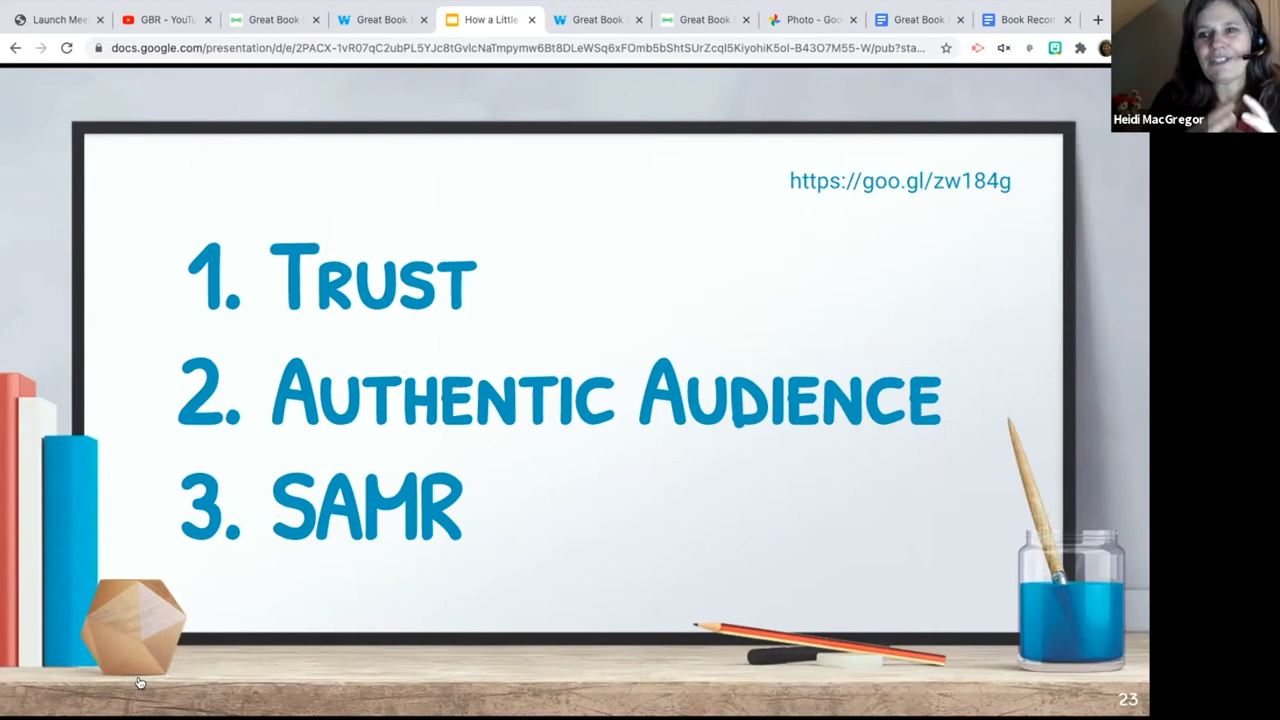 Launch Mee
GBR - YouTu
Great Book
Great Book
How a Little
Great Book
Great Book
Photo - Goo
Great Book
Book Recom
docs.google.com/presentation/d/e/2PACX-1vR07qC2ubPL5YJc8tGvlcNaTmpymw6Bt8DLeWSq6xFOmb5bShtSUrZcqI5KiyohiK5ol-B43O7M55-W/pub?sta...
Heidi MacGregor
https://goo.gl/zw184g
1. Trust
2. Authentic Audience
3. SAMR
23